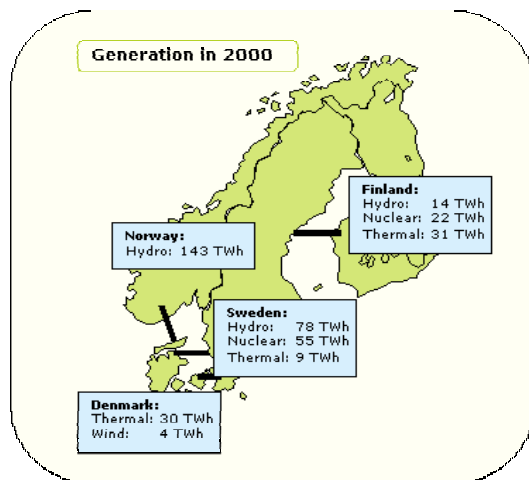 Generation in 2000
Finland:
Hydro: 14 TWh
Nuclear: 22 TWh
Thermal: 31 TWh
Norway:
Hydro: 143 TWh
Sweden:
Hydro: 78 TWh
Nuclear: 55 TWh
Thermal: 9 TWh
Denmark:
Thermal: 30 TWh
Wind: 4 TWh